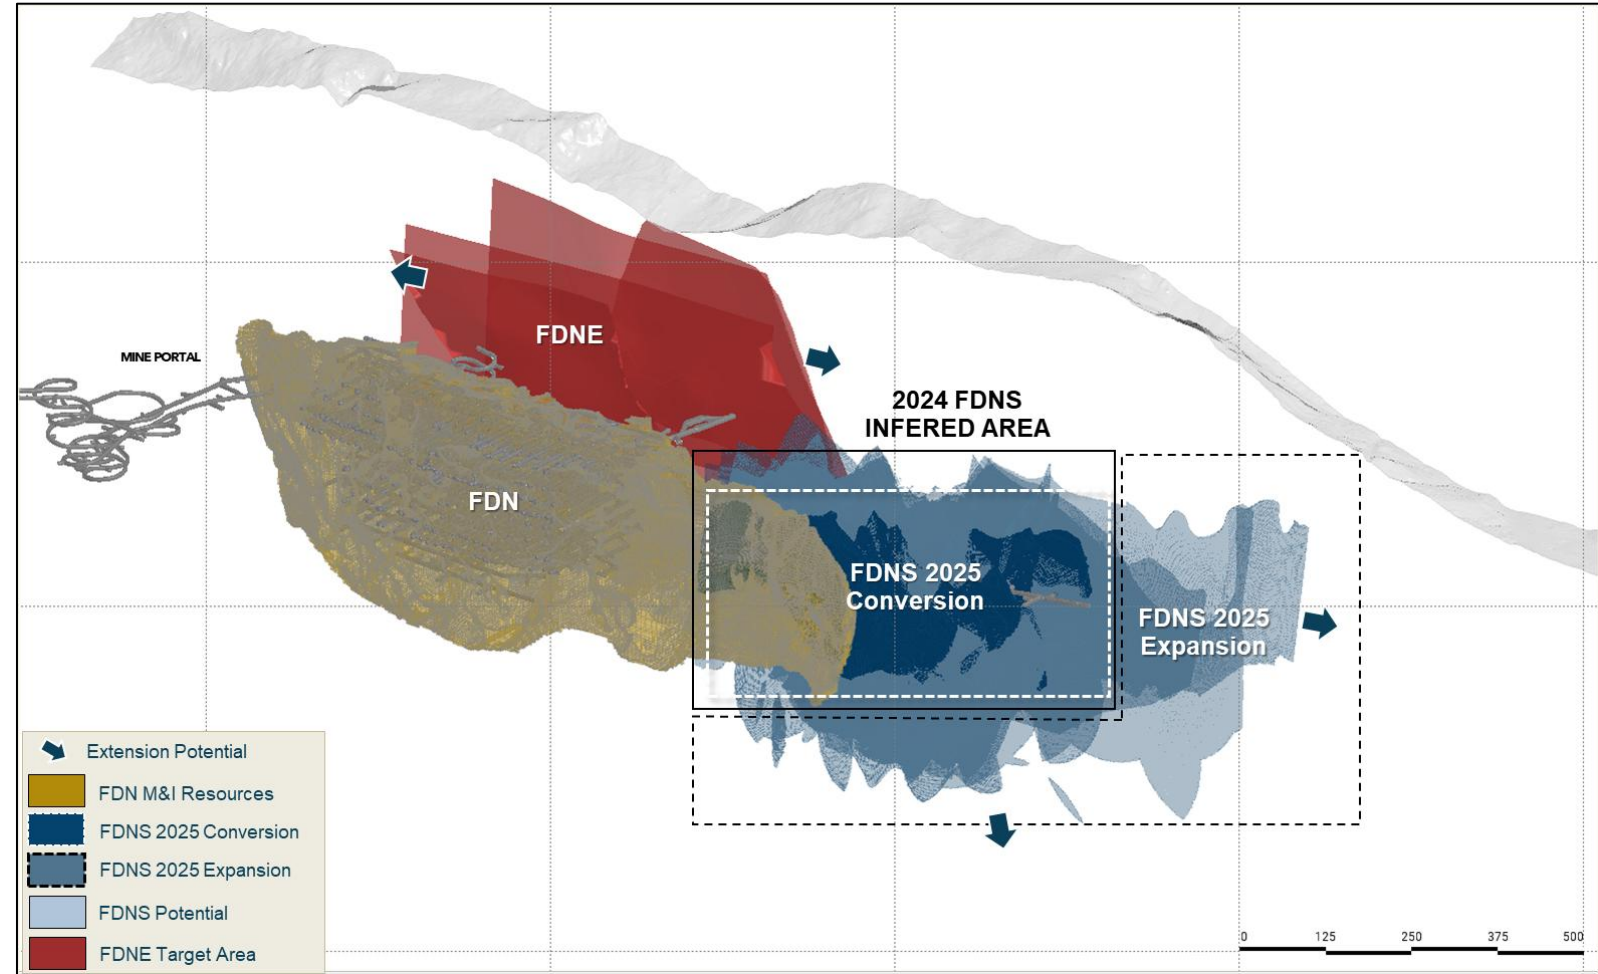 MINE PORTAL
FDNE
FDN
2024 FDNS
INFERED AREA
FDNS 2025
Conversion
FDNS 2025
Expansion
Extension Potential
FDN M&I Resources
FDNS 2025 Conversion
FDNS 2025 Expansion
FDNS Potential
FDNE Target Area
0 125 250 375 500